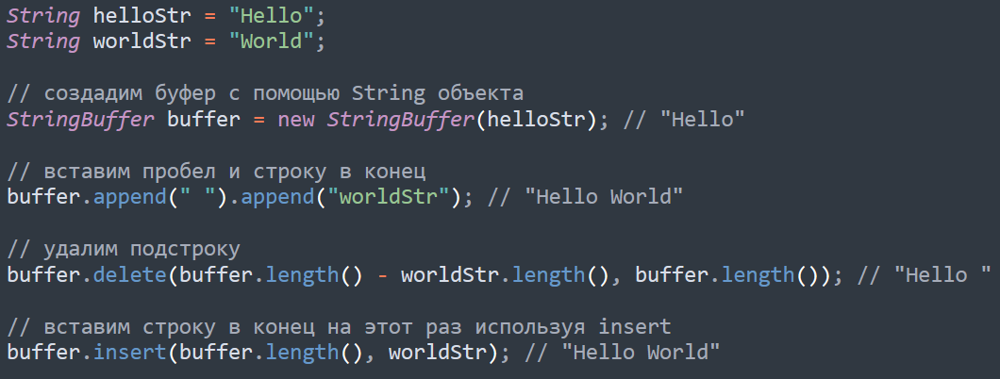 String helloStr = "Hello";
String worldStr = "World";
// создадим буфер с помощью String объекта
StringBuffer buffer = new StringBuffer(helloStr); // "Hello"
// вставим пробел и строку в конец
buffer.append(" ").append("worldStr"); // "Hello World"
// удалим подстроку
buffer.delete(buffer.length() - worldStr.length(), buffer.length()); // "Hello "
// вставим строку в конец на этот раз используя insert
buffer.insert(buffer.length(), worldStr); // "Hello World"